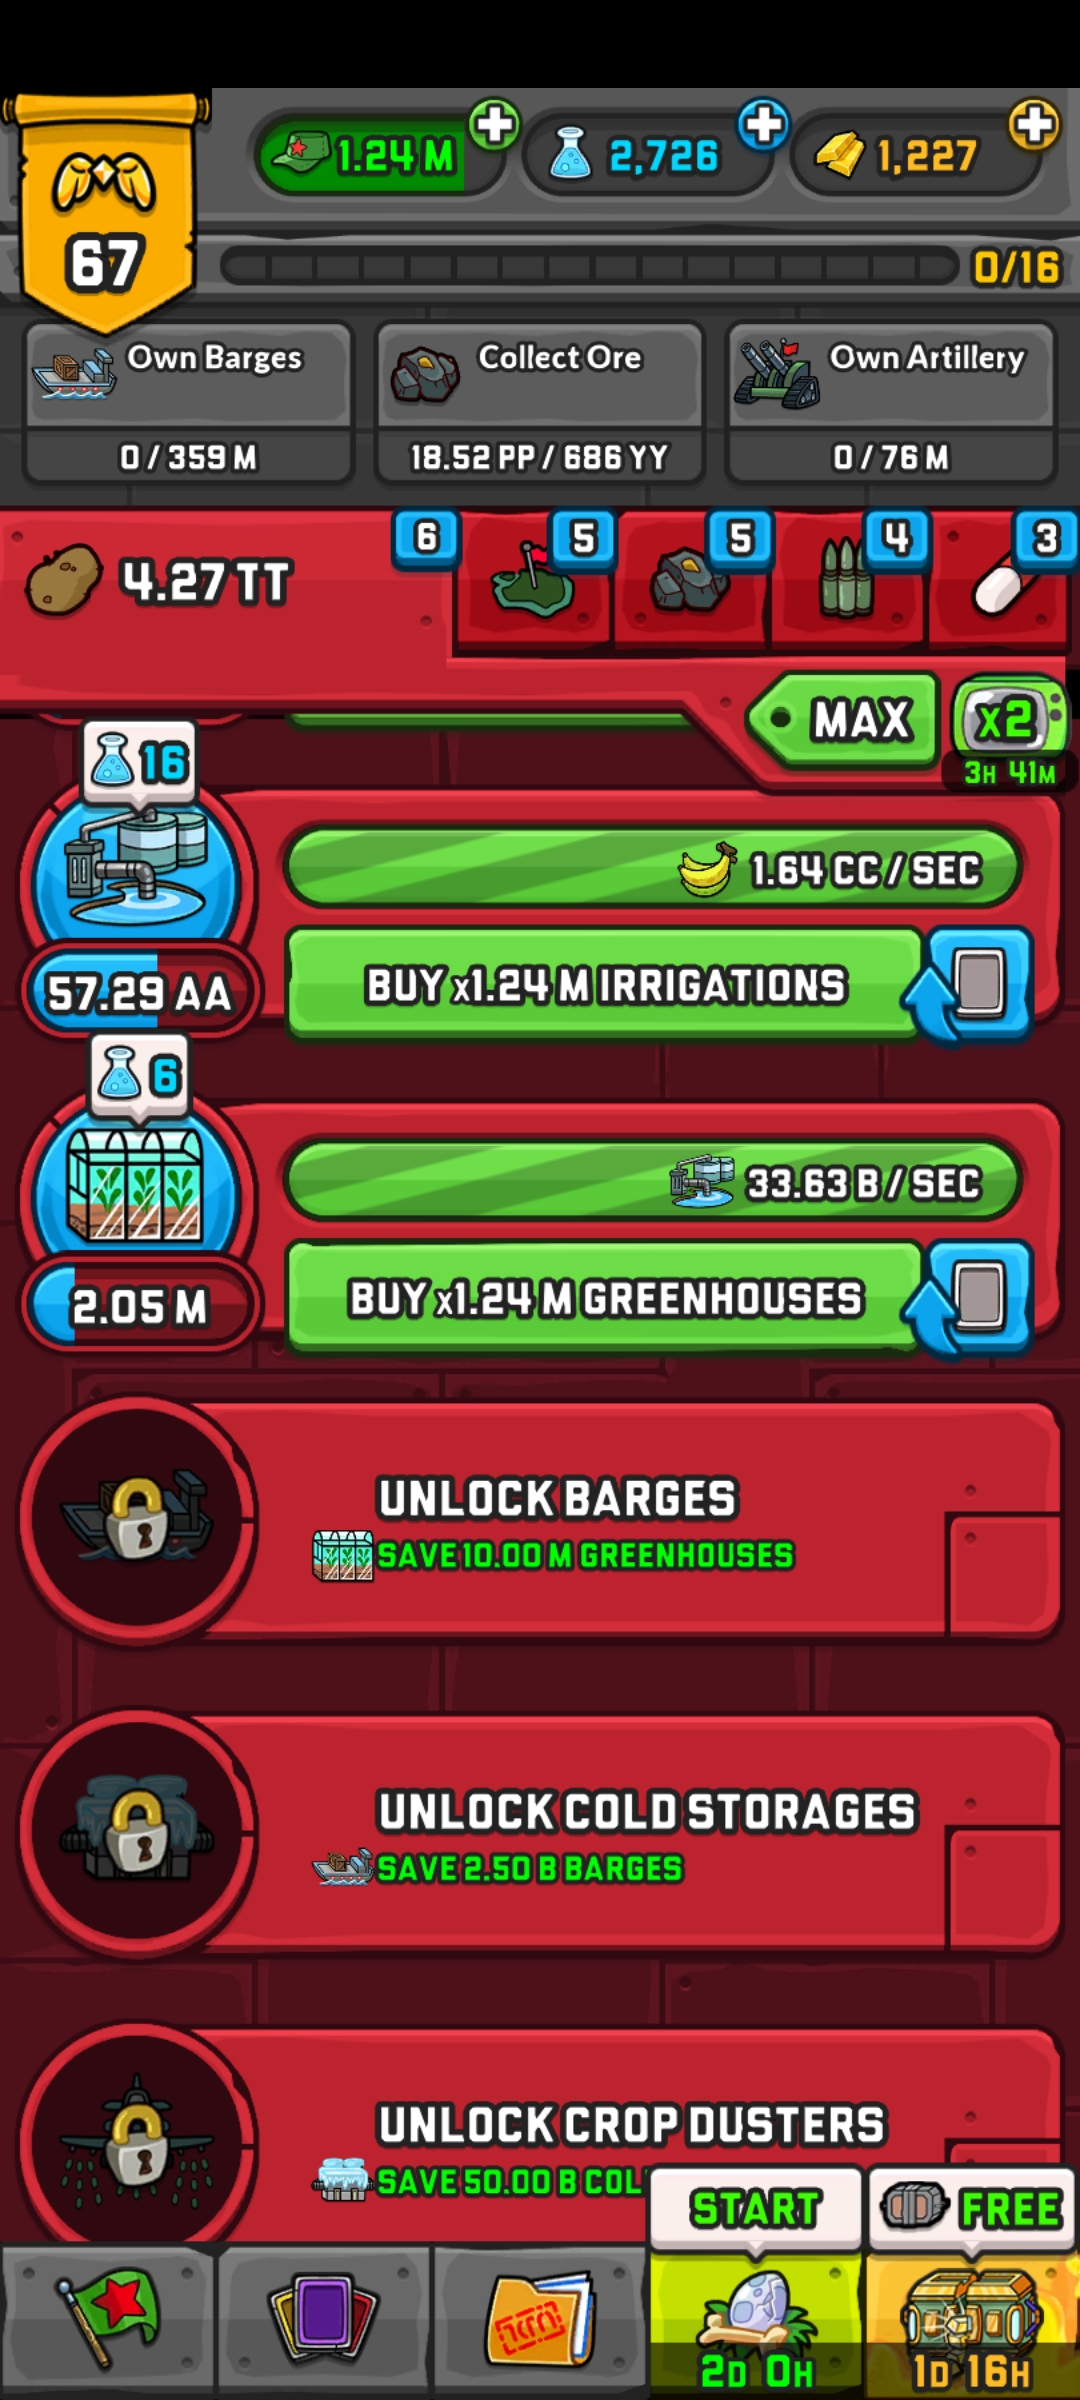 1.24 M
2,726
1,227
67
0/16
Own Barges
0 / 359 M
Collect Ore
18.52 PP / 686 YY
Own Artillery
0 / 76 M
4.27 TT
6
5
5
4
3
MAX
x2
3H 41M
16
1.64 CC / SEC
57.29 AA
BUY x1.24 M IRRIGATIONS
6
33.63 B / SEC
2.05 M
BUY x1.24 M GREENHOUSES
UNLOCK BARGES
SAVE 10.00 M GREENHOUSES
UNLOCK COLD STORAGES
SAVE 2.50 B BARGES
UNLOCK CROP DUSTERS
SAVE 50.00 B COL
START
FREE
2D 0H
1D 16H